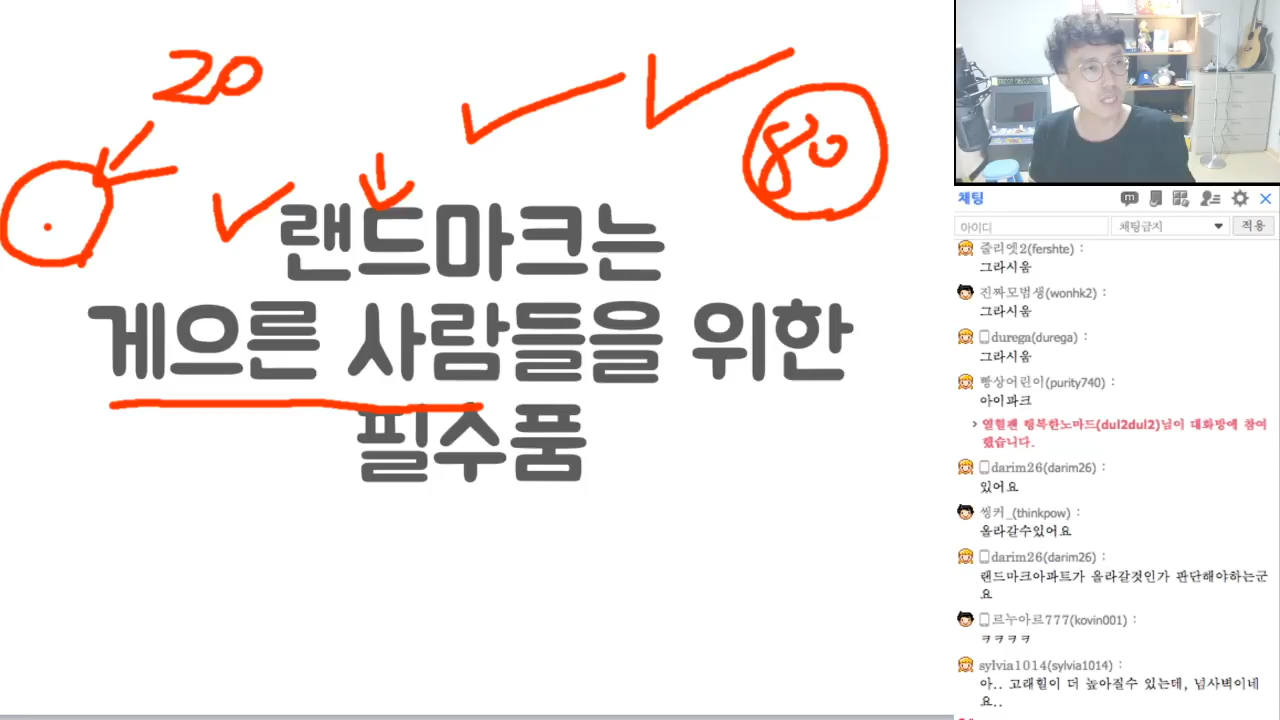 20
80
랜드마크는
게으른 사람들을 위한
필수품
채팅
아이디
채팅금지
적용
줄리엣2(fershte) :
그라시움
진짜모범생(wonhk2) :
그라시움
durega(durega) :
그라시움
빵상어린이(purity740) :
아이파크
열혈팬 행복한노마드(dul2dul2)님이 대화방에 참여
했습니다.
darim26(darim26) :
있어요
씽커_(thinkpow) :
올라갈수있어요
darim26(darim26) :
랜드마크아파트가 올라갈것인가 판단해야하는군
요
르누아르777(kovin001) :
ㅋㅋㅋㅋ
sylvia1014(sylvia1014) :
아.. 고래힐이 더 높아질수 있는데, 넘사벽이네
요..